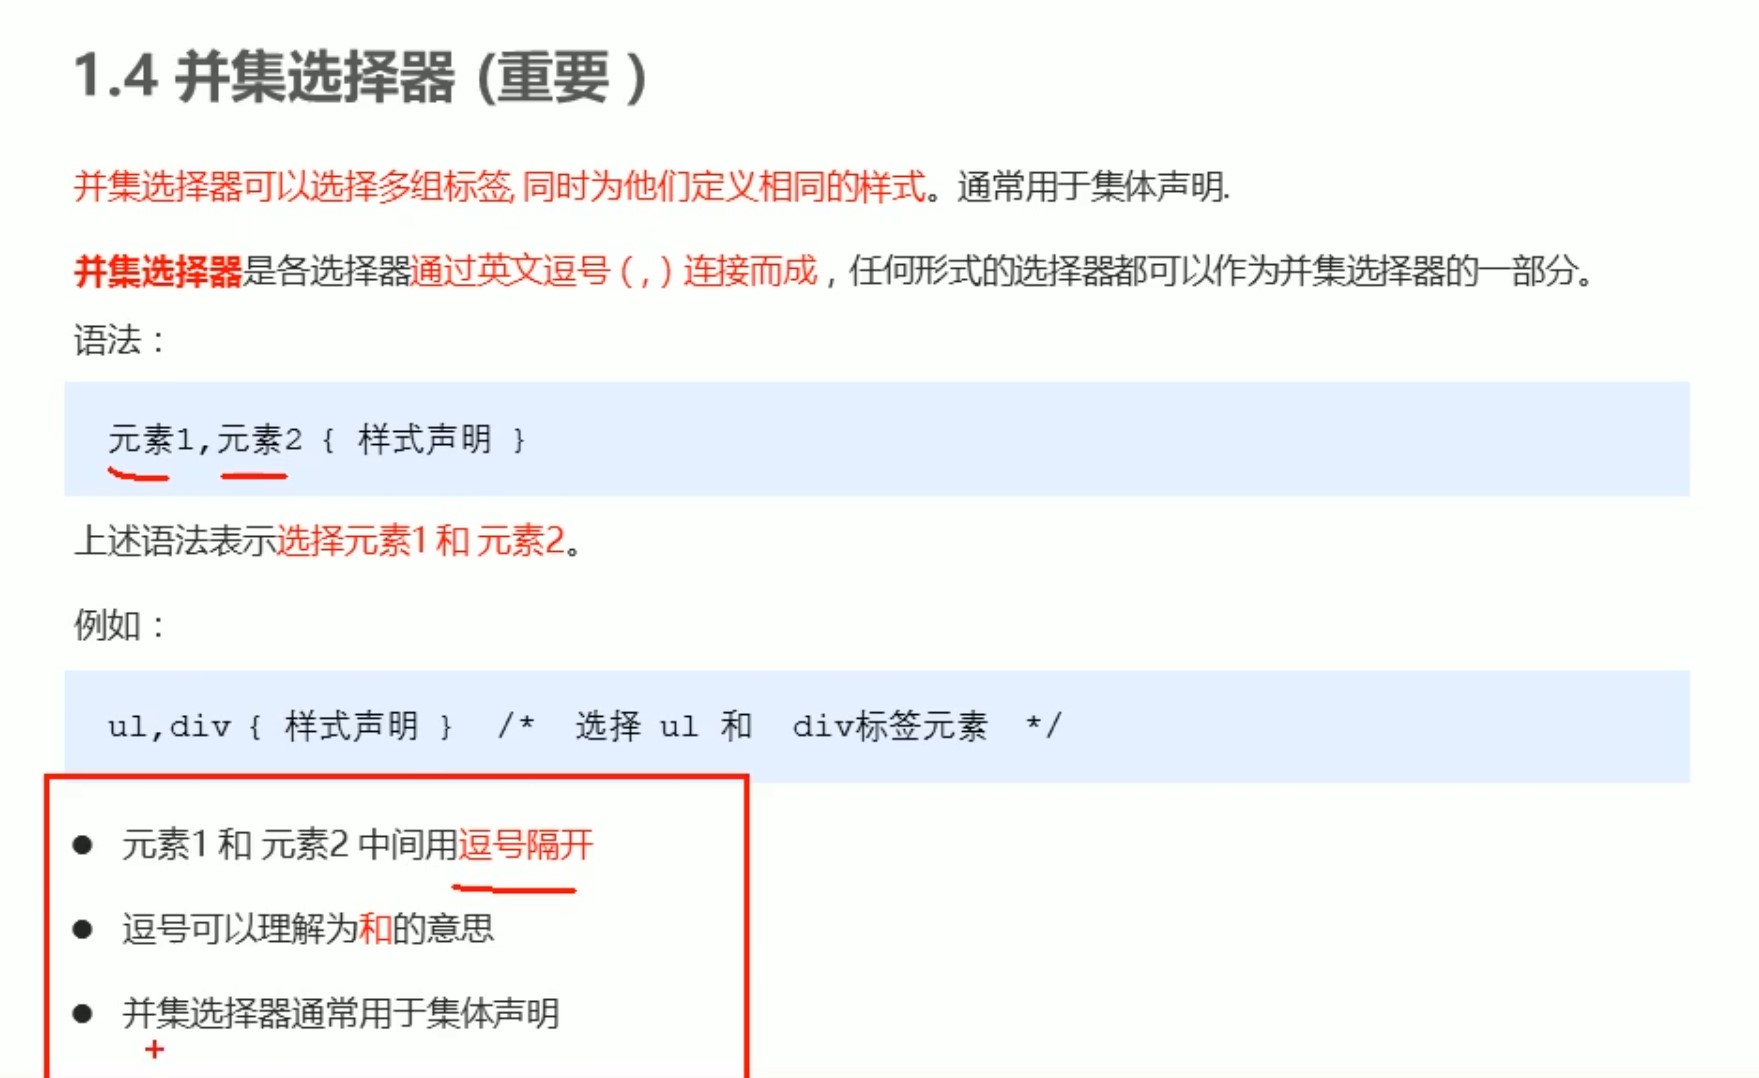 1.4 并集选择器 (重要 )
并集选择器可以选择多组标签, 同时为他们定义相同的样式。通常用于集体声明.
并集选择器是各选择器通过英文逗号（,）连接而成，任何形式的选择器都可以作为并集选择器的一部分。
语法：
元素1,元素2 { 样式声明 }
上述语法表示选择元素1 和 元素2。
例如：
ul,div { 样式声明 }  /*  选择 ul 和  div标签元素  */
● 元素1 和 元素2 中间用逗号隔开
● 逗号可以理解为和的意思
● 并集选择器通常用于集体声明